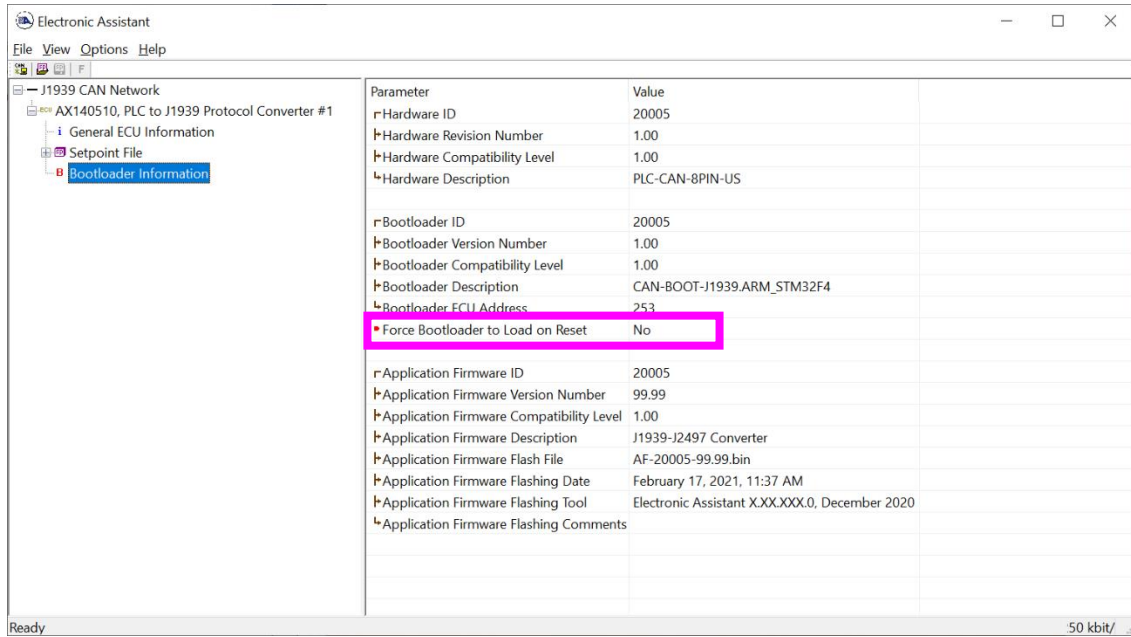 Electronic Assistant
File View Options Help
F
J1939 CAN Network
ECU AX140510, PLC to J1939 Protocol Converter #1
i General ECU Information
Setpoint File
B Bootloader Information
Parameter Value
Hardware ID 20005
Hardware Revision Number 1.00
Hardware Compatibility Level 1.00
Hardware Description PLC-CAN-8PIN-US
Bootloader ID 20005
Bootloader Version Number 1.00
Bootloader Compatibility Level 1.00
Bootloader Description CAN-BOOT-J1939.ARM_STM32F4
Bootloader ECU Address 253
Force Bootloader to Load on Reset No
Application Firmware ID 20005
Application Firmware Version Number 99.99
Application Firmware Compatibility Level 1.00
Application Firmware Description J1939-J2497 Converter
Application Firmware Flash File AF-20005-99.99.bin
Application Firmware Flashing Date February 17, 2021, 11:37 AM
Application Firmware Flashing Tool Electronic Assistant X.XX.XXX.0, December 2020
Application Firmware Flashing Comments
Ready 50 kbit/